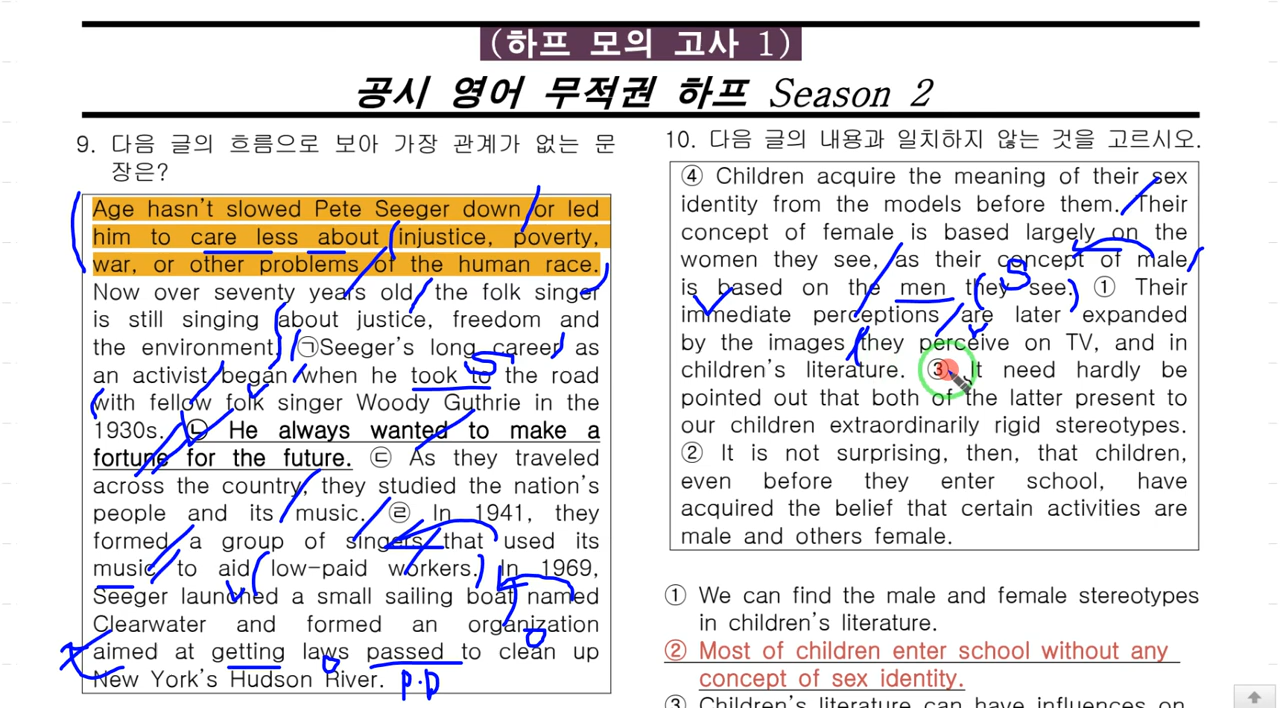 (하프 모의 고사 1)
공시 영어 무적권 하프 Season 2
9. 다음 글의 흐름으로 보아 가장 관계가 없는 문
장은?
Age hasn't slowed Pete Seeger down or led
him to care less about injustice, poverty,
war, or other problems of the human race.
Now over seventy years old, the folk singer
is still singing about justice, freedom and
the environment. ㉠Seeger's long career as
an activist began when he took to the road
with fellow folk singer Woody Guthrie in the
1930s. ㉡ He always wanted to make a
fortune for the future. ㉢ As they traveled
across the country, they studied the nation's
people and its music. ㉣ In 1941, they
formed a group of singers that used its
music to aid low-paid workers. In 1969,
Seeger launched a small sailing boat named
Clearwater and formed an organization
aimed at getting laws passed to clean up
New York's Hudson River.
p.p
10. 다음 글의 내용과 일치하지 않는 것을 고르시오.
④ Children acquire the meaning of their sex
identity from the models before them. Their
concept of female is based largely on the
women they see, as their concept of male
is based on the men they see. ① Their
immediate perceptions are later expanded
by the images they perceive on TV, and in
children's literature. ③ It need hardly be
pointed out that both of the latter present to
our children extraordinarily rigid stereotypes.
② It is not surprising, then, that children,
even before they enter school, have
acquired the belief that certain activities are
male and others female.
① We can find the male and female stereotypes
in children's literature.
② Most of children enter school without any
concept of sex identity.
③ Children's literature can have influences on